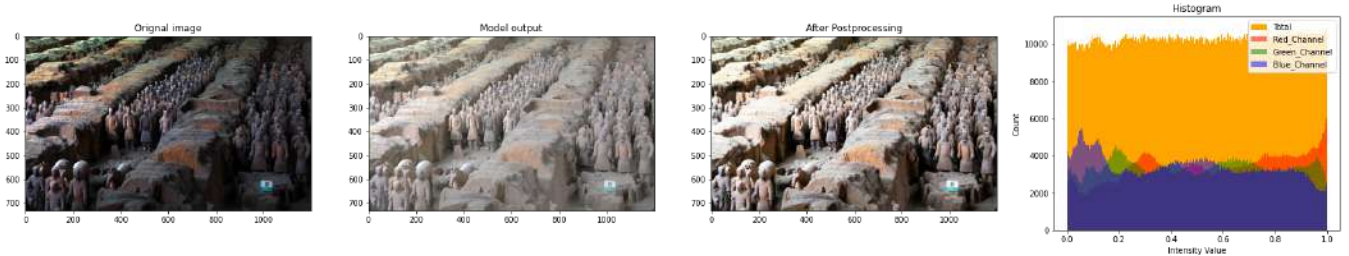 Orignal image
0
100
200
300
400
500
600
700
0 200 400 600 800 1000
Model output
0
100
200
300
400
500
600
700
0 200 400 600 800 1000
After Postprocessing
0
100
200
300
400
500
600
700
0 200 400 600 800 1000
Histogram
Total
Red_Channel
Green_Channel
Blue_Channel
10000
8000
6000
4000
2000
0
Count
0.0 0.2 0.4 0.6 0.8 1.0
Intensity Value